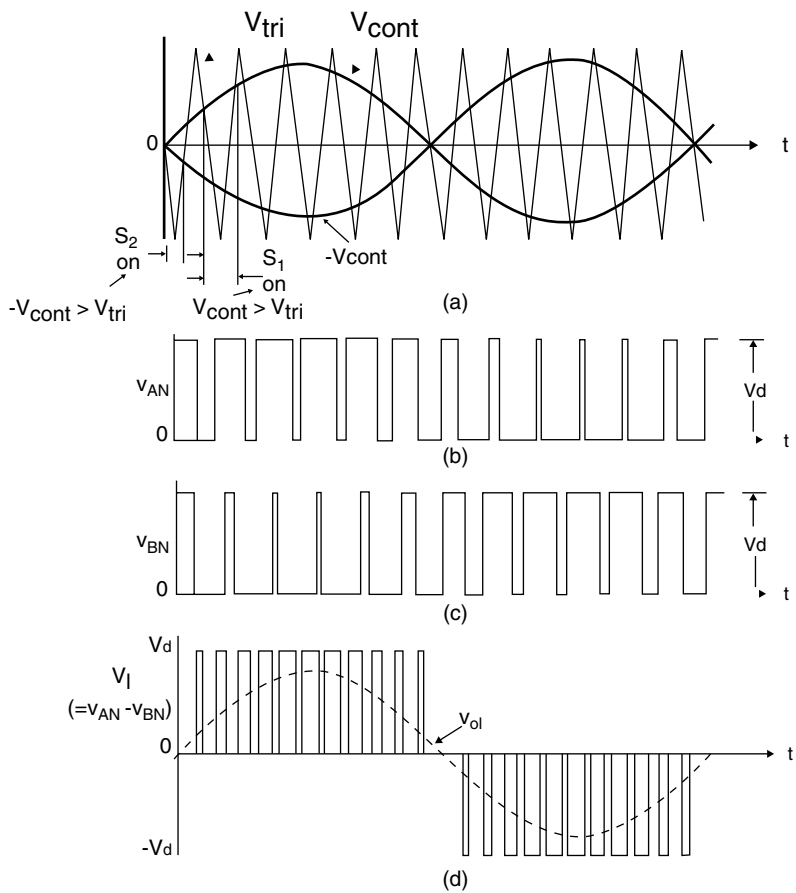 Vtri Vcont
0 t
S2 on
S1 on
-Vcont
-Vcont > Vtri
Vcont > Vtri
(a)
vAN
0
Vd
t
(b)
vBN
0
Vd
t
(c)
Vd
VI
(=vAN -vBN)
vol
0
t
-Vd
(d)